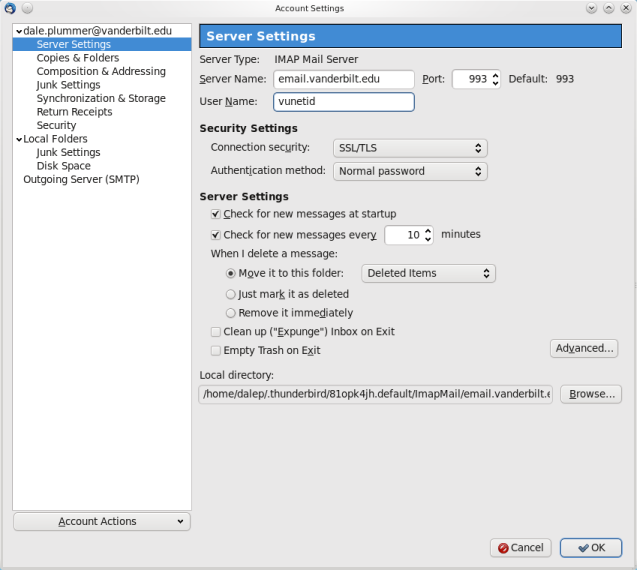 Account Settings
dale.plummer@vanderbilt.edu
Server Settings
Copies & Folders
Composition & Addressing
Junk Settings
Synchronization & Storage
Return Receipts
Security
Local Folders
Junk Settings
Disk Space
Outgoing Server (SMTP)
Account Actions
Server Settings
Server Type: IMAP Mail Server
Server Name: email.vanderbilt.edu Port: 993 Default: 993
User Name: vunetid
Security Settings
Connection security: SSL/TLS
Authentication method: Normal password
Server Settings
Check for new messages at startup
Check for new messages every 10 minutes
When I delete a message:
Move it to this folder: Deleted Items
Just mark it as deleted
Remove it immediately
Clean up ("Expunge") Inbox on Exit
Empty Trash on Exit
Advanced...
Local directory:
/home/dalep/.thunderbird/81opk4jh.default/ImapMail/email.vanderbilt.e Browse...
Cancel OK